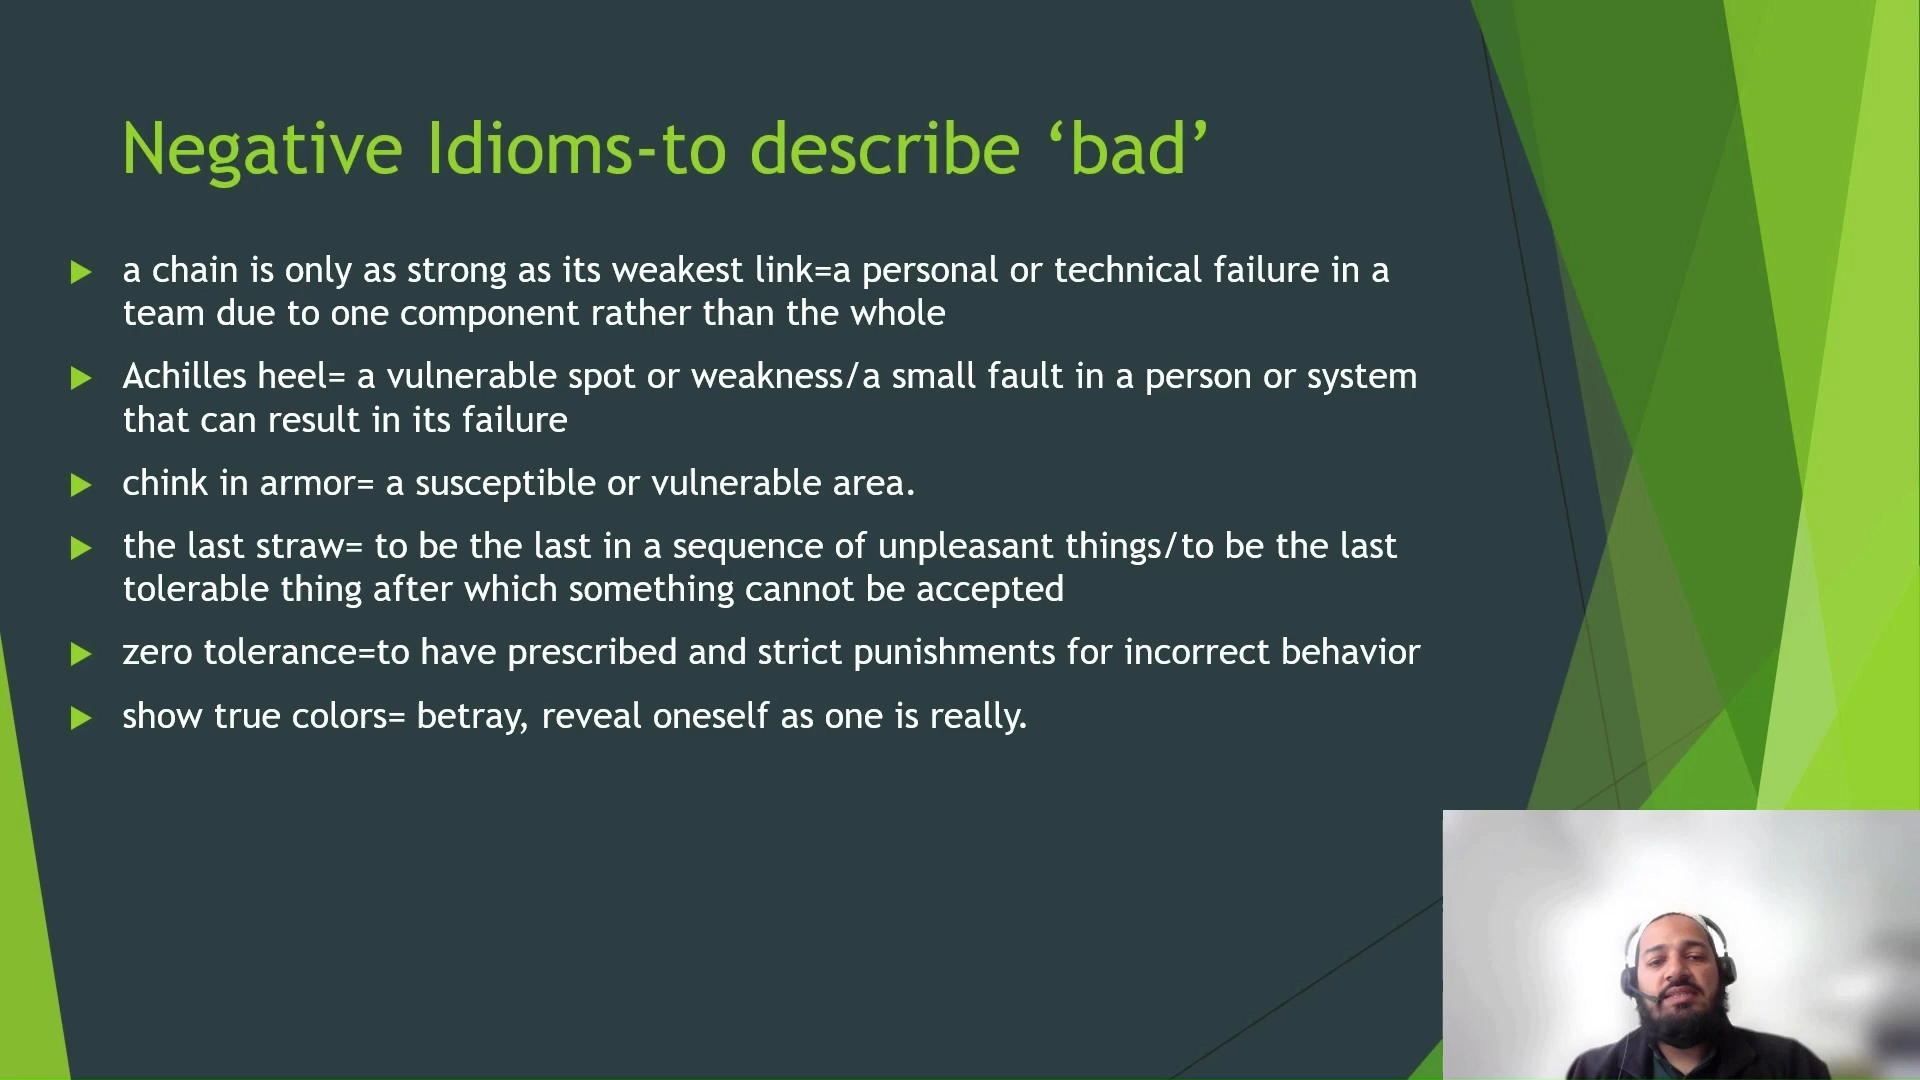 Negative Idioms-to describe ‘bad’
a chain is only as strong as its weakest link=a personal or technical failure in a
team due to one component rather than the whole
Achilles heel= a vulnerable spot or weakness/a small fault in a person or system
that can result in its failure
chink in armor= a susceptible or vulnerable area.
the last straw= to be the last in a sequence of unpleasant things/to be the last
tolerable thing after which something cannot be accepted
zero tolerance=to have prescribed and strict punishments for incorrect behavior
show true colors= betray, reveal oneself as one is really.